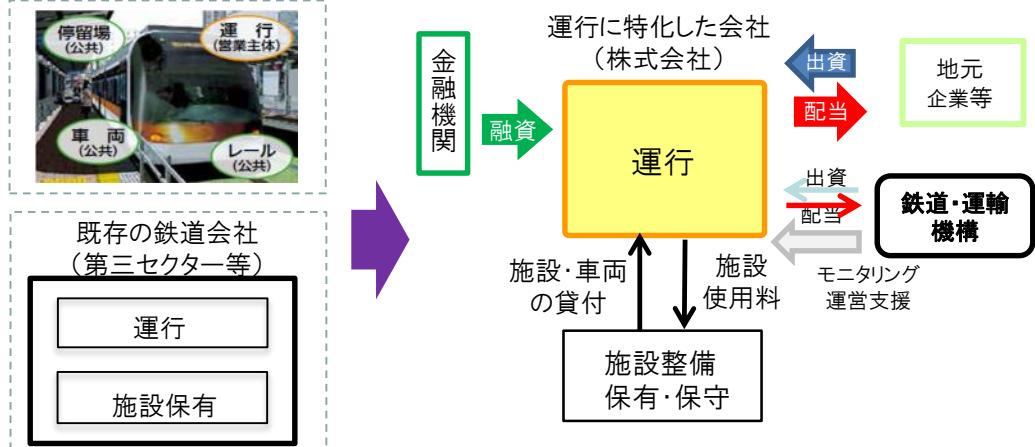 停留場
(公共)
運　行
(営業主体)
車　両
(公共)
レール
(公共)
既存の鉄道会社
(第三セクター等)
運行
施設保有
金融機関
融資
運行に特化した会社
(株式会社)
運行
出資
配当
地元
企業等
出資
配当
鉄道・運輸
機構
モニタリング
運営支援
施設・車両
の貸付
施設
使用料
施設整備
保有・保守